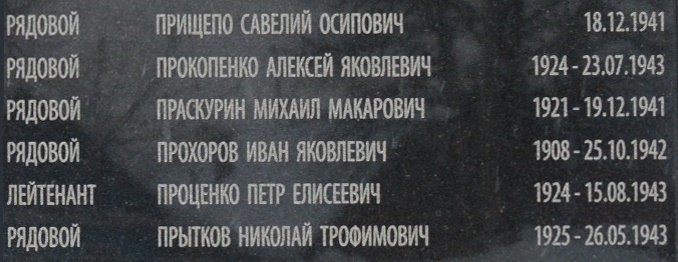 РЯДОВОЙ ПРИЩЕПО САВЕЛИЙ ОСИПОВИЧ 18.12.1941
РЯДОВОЙ ПРОКОПЕНКО АЛЕКСЕЙ ЯКОВЛЕВИЧ 1924 - 23.07.1943
РЯДОВОЙ ПРАСКУРИН МИХАИЛ МАКАРОВИЧ 1921 - 19.12.1941
РЯДОВОЙ ПРОХОРОВ ИВАН ЯКОВЛЕВИЧ 1908 - 25.10.1942
ЛЕЙТЕНАНТ ПРОЦЕНКО ПЕТР ЕЛИСЕЕВИЧ 1924 - 15.08.1943
РЯДОВОЙ ПРЫТКОВ НИКОЛАЙ ТРОФИМОВИЧ 1925 - 26.05.1943